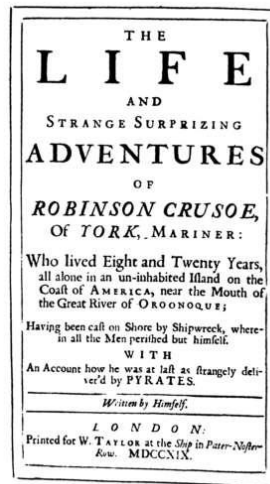 THE
LIFE
AND
STRANGE SURPRIZING
ADVENTURES
OF
ROBINSON CRUSOE,
Of YORK, MARINER:
Who lived Eight and Twenty Years,
all alone in an un-inhabited Iſland on the
Coaſt of AMERICA, near the Mouth of
the Great River of OROONOQUE;
Having been caſt on Shore by Shipwreck, where-
in all the Men periſhed but himſelf.
WITH
An Account how he was at laſt as ſtrangely deli-
ver'd by PYRATES.
Written by Himſelf.
LONDON:
Printed for W. TAYLOR at the Ship in Pater-Noſter-
Row. MDCCXIX.